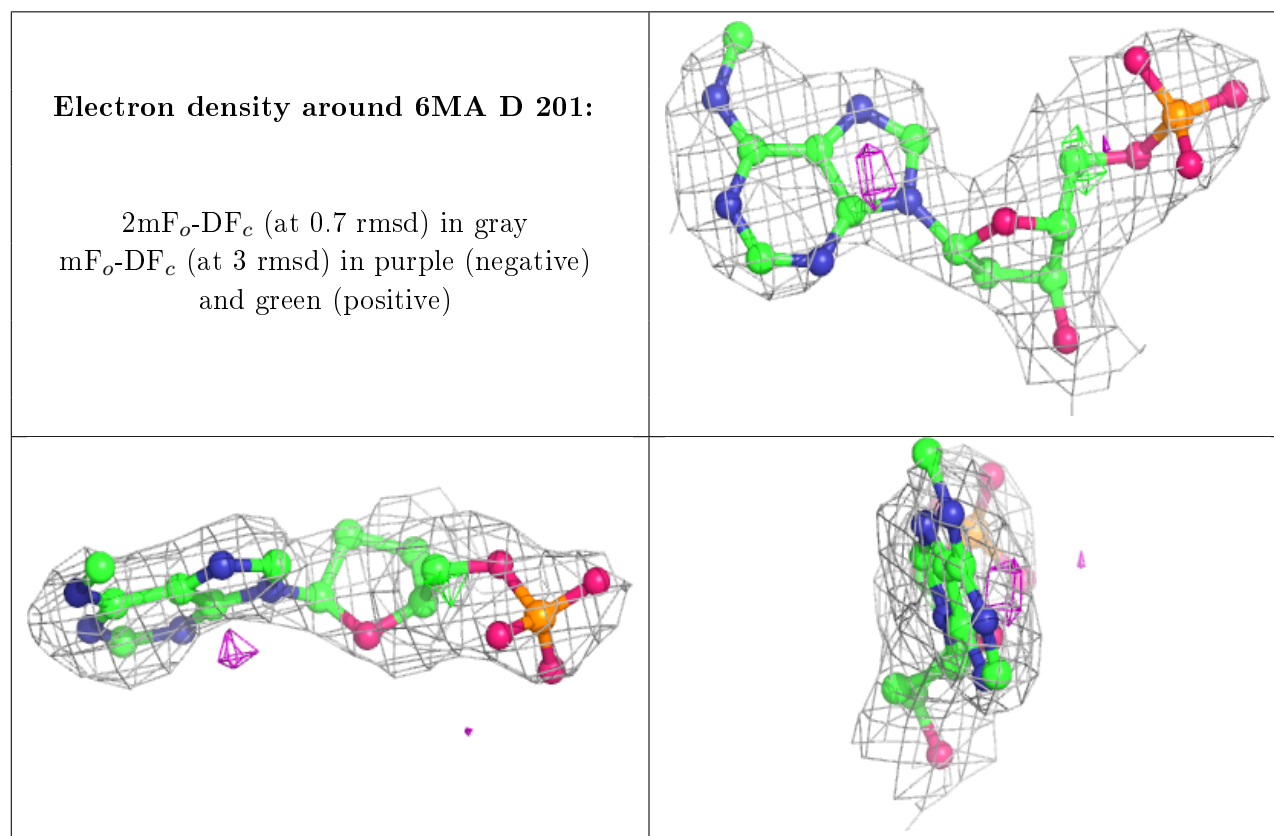 Electron density around 6MA D 201:
2mFo-DFc (at 0.7 rmsd) in gray
mFo-DFc (at 3 rmsd) in purple (negative)
and green (positive)